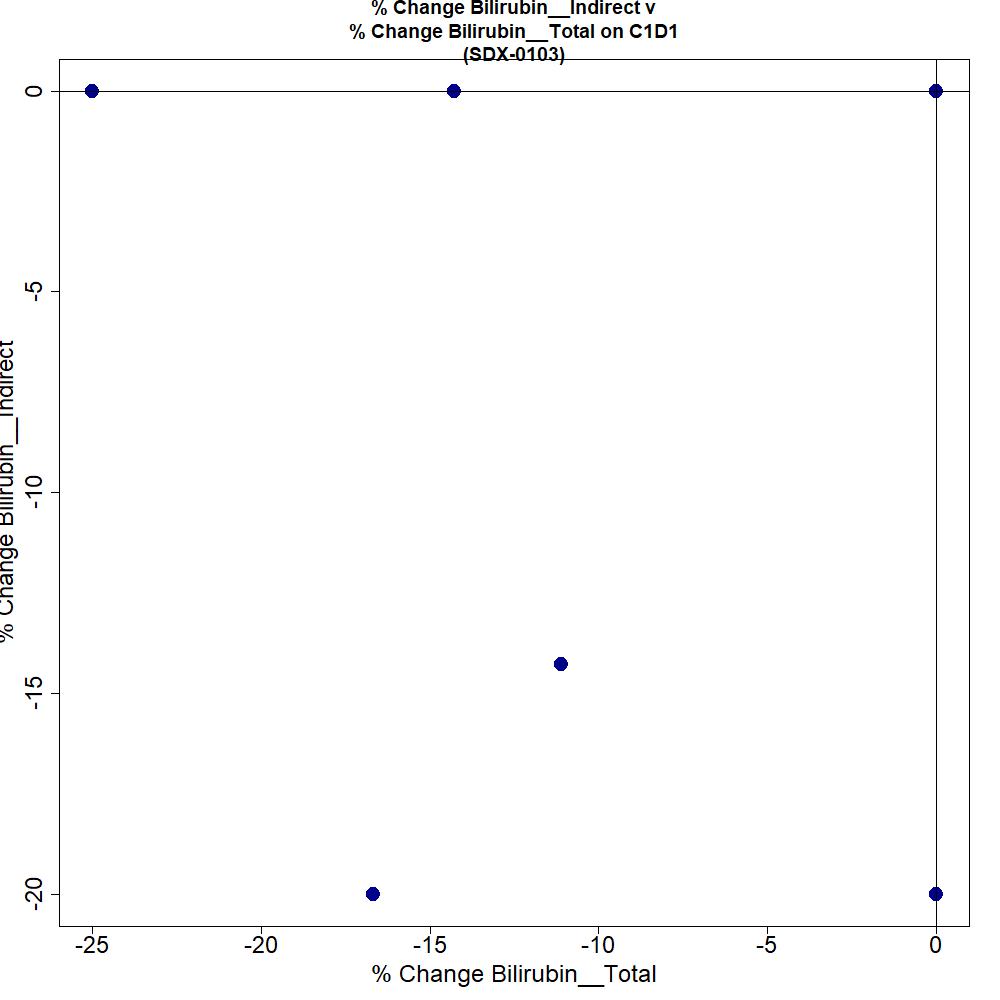 % Change Bilirubin__Indirect v
% Change Bilirubin__Total on C1D1
(SDX-0103)
% Change Bilirubin__Indirect
0
-5
-10
-15
-20
-25
-20
-15
-10
-5
0
% Change Bilirubin__Total